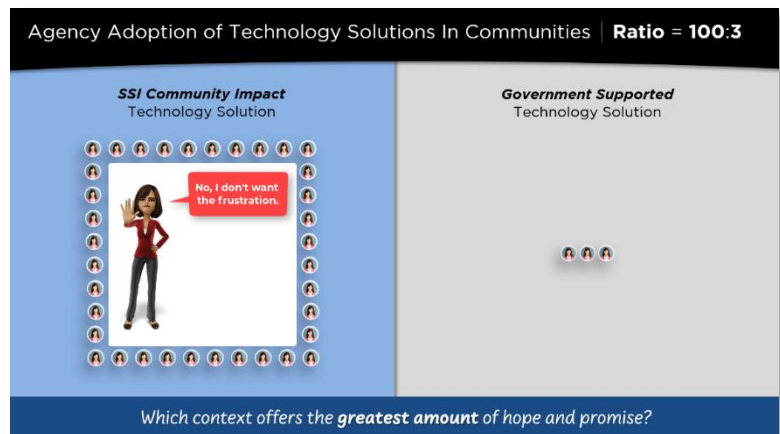 Agency Adoption of Technology Solutions In Communities | Ratio = 100:3
SSI Community Impact
Technology Solution
Government Supported
Technology Solution
No, I don't want
the frustration.
Which context offers the greatest amount of hope and promise?